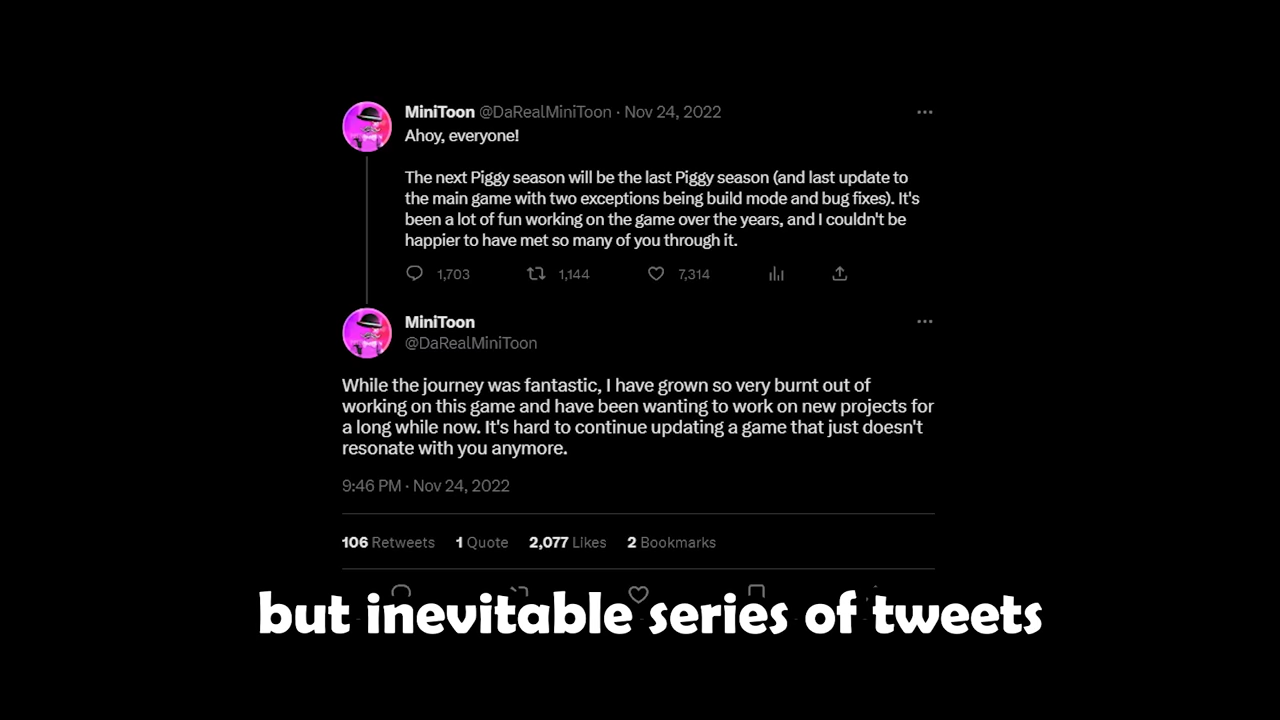 MiniToon @DaRealMiniToon · Nov 24, 2022
Ahoy, everyone!
The next Piggy season will be the last Piggy season (and last update to
the main game with two exceptions being build mode and bug fixes). It's
been a lot of fun working on the game over the years, and I couldn't be
happier to have met so many of you through it.
1,703 1,144 7,314
MiniToon
@DaRealMiniToon
While the journey was fantastic, I have grown so very burnt out of
working on this game and have been wanting to work on new projects for
a long while now. It's hard to continue updating a game that just doesn't
resonate with you anymore.
9:46 PM · Nov 24, 2022
106 Retweets 1 Quote 2,077 Likes 2 Bookmarks
but inevitable series of tweets